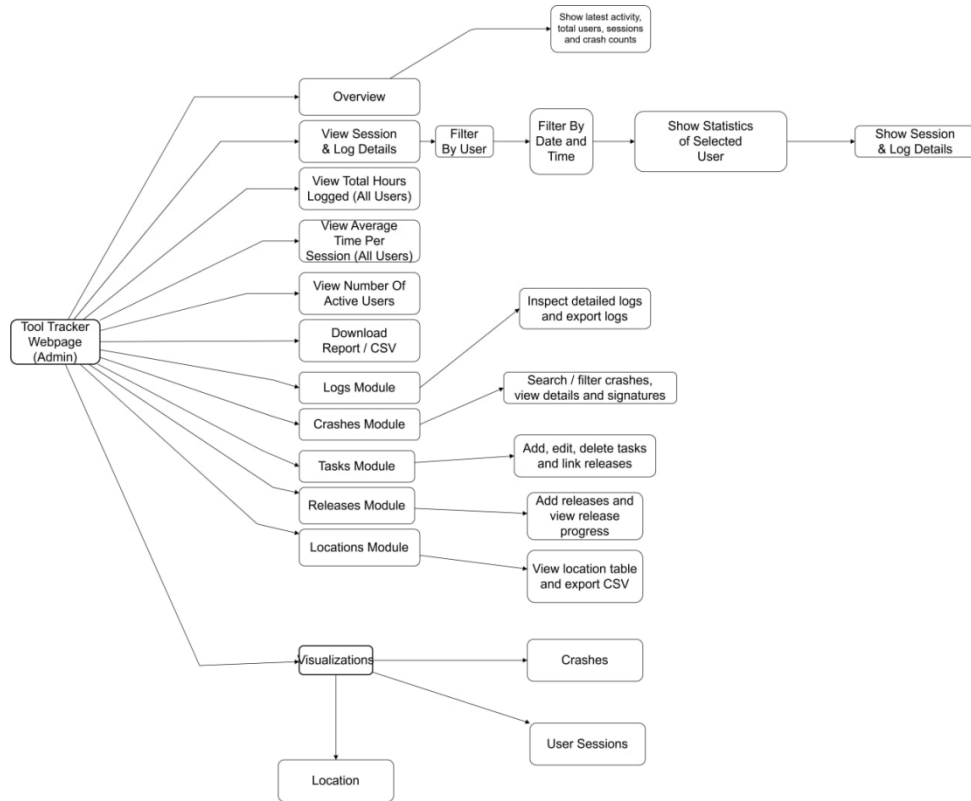 Show latest activity,
total users, sessions
and crash counts
Overview
View Session
& Log Details
Filter
By User
Filter By
Date and
Time
Show Statistics
of Selected
User
Show Session
& Log Details
View Total Hours
Logged (All Users)
View Average
Time Per
Session (All Users)
View Number Of
Active Users
Inspect detailed logs
and export logs
Tool Tracker
Webpage
(Admin)
Download
Report / CSV
Logs Module
Search / filter crashes,
view details and signatures
Crashes Module
Tasks Module
Add, edit, delete tasks
and link releases
Releases Module
Add releases and
view release
progress
Locations Module
View location table
and export CSV
Visualizations
Crashes
User Sessions
Location